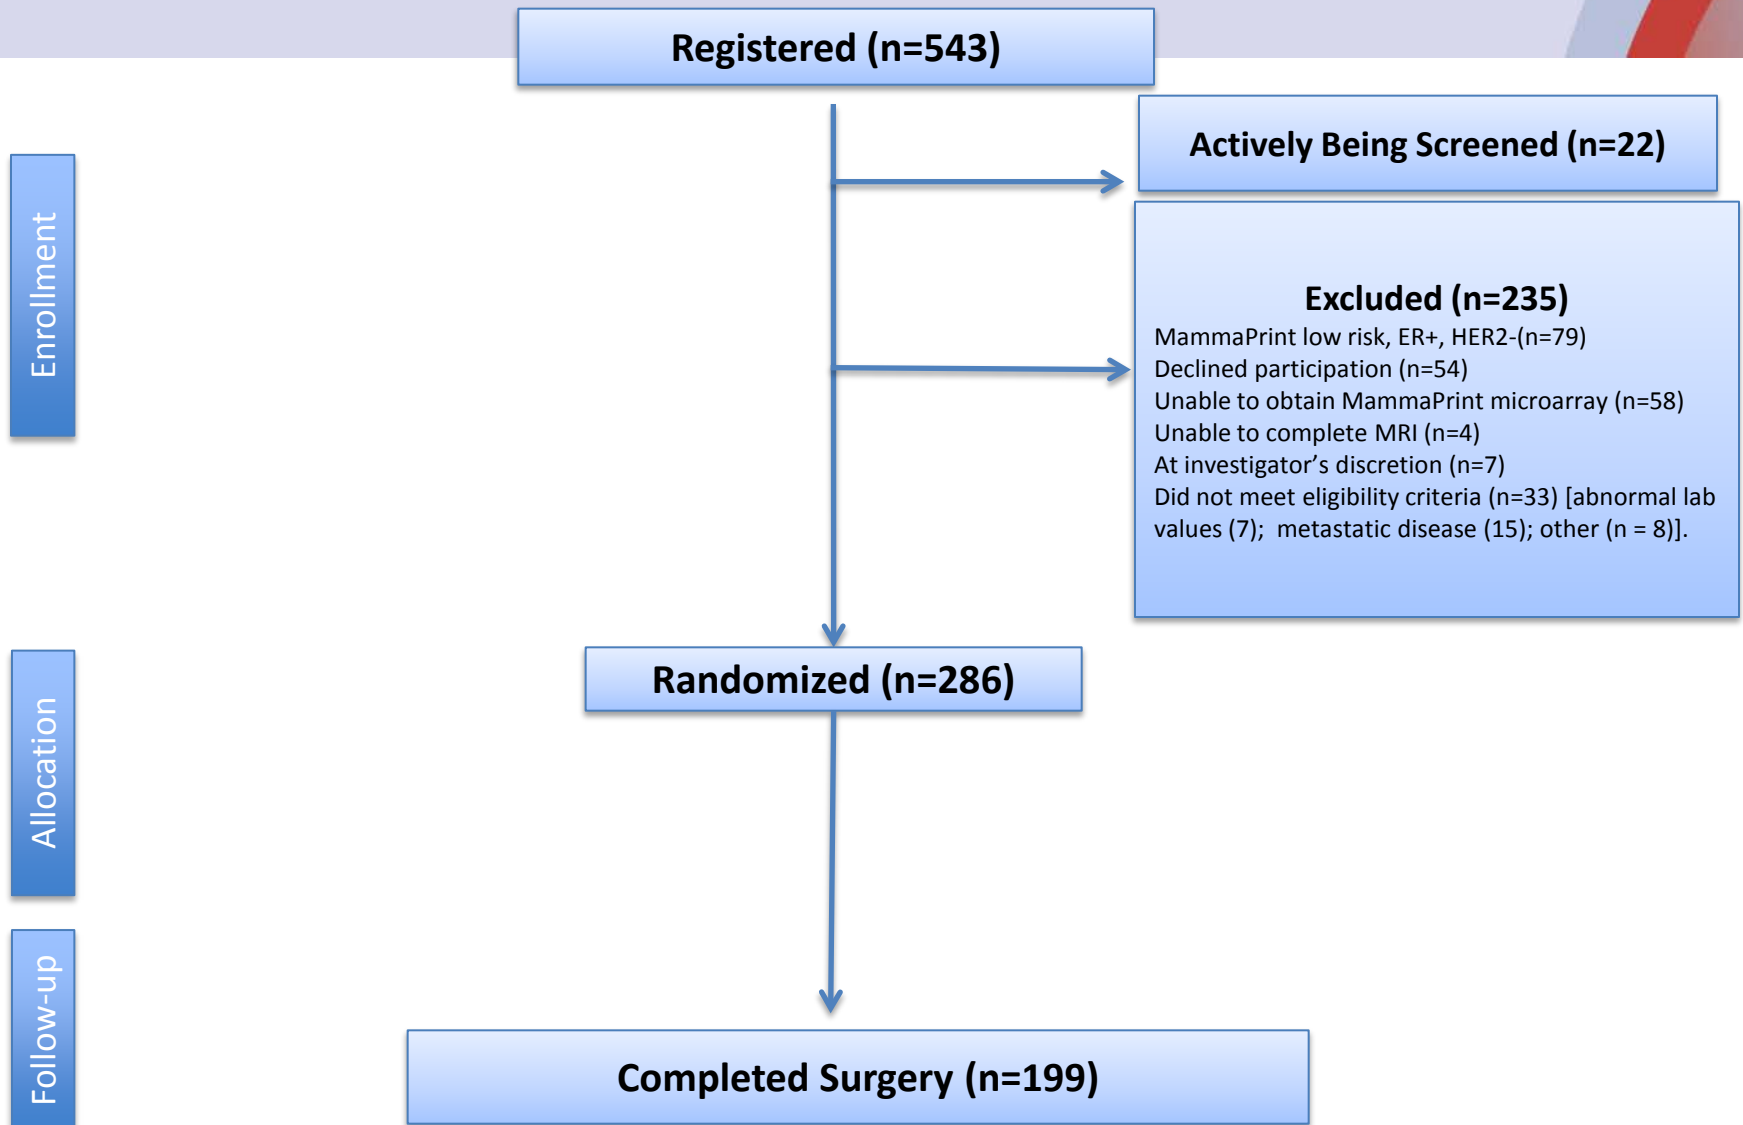 Registered (n=543)
Actively Being Screened (n=22)
Enrollment
Excluded (n=235)
MammaPrint low risk, ER+, HER2-(n=79)
Declined participation (n=54)
Unable to obtain MammaPrint microarray (n=58)
Unable to complete MRI (n=4)
At investigator’s discretion (n=7)
Did not meet eligibility criteria (n=33) [abnormal lab
values (7);  metastatic disease (15); other (n = 8)].
Randomized (n=286)
Allocation
Follow-up
Completed Surgery (n=199)